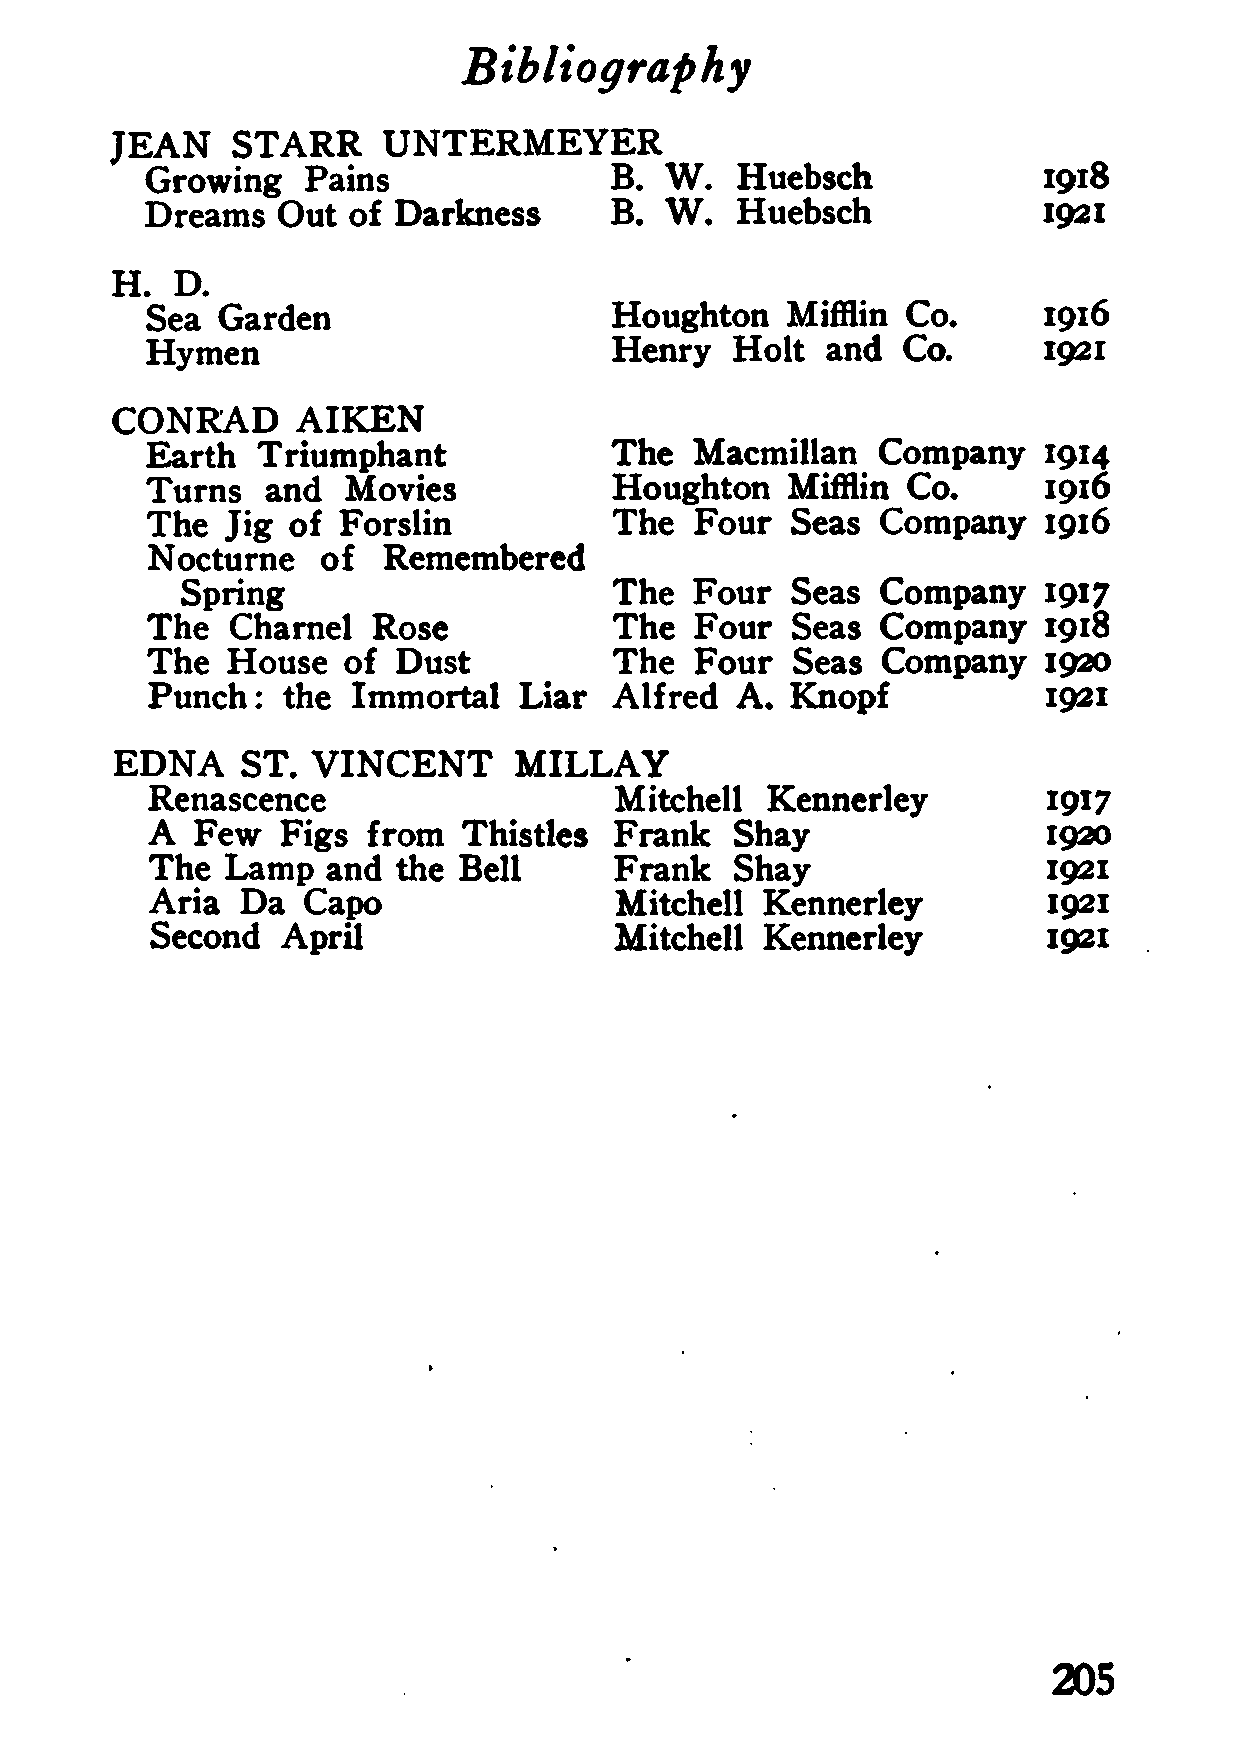 Bibliography
JEAN STARR UNTERMEYER
Growing Pains B. W. Huebsch 1918
Dreams Out of Darkness B. W. Huebsch 1921
H. D.
Sea Garden Houghton Mifflin Co. 1916
Hymen Henry Holt and Co. 1921
CONRAD AIKEN
Earth Triumphant The Macmillan Company 1914
Turns and Movies Houghton Mifflin Co. 1916
The Jig of Forslin The Four Seas Company 1916
Nocturne of Remembered
Spring The Four Seas Company 1917
The Charnel Rose The Four Seas Company 1918
The House of Dust The Four Seas Company 1920
Punch: the Immortal Liar Alfred A. Knopf 1921
EDNA ST. VINCENT MILLAY
Renascence Mitchell Kennerley 1917
A Few Figs from Thistles Frank Shay 1920
The Lamp and the Bell Frank Shay 1921
Aria Da Capo Mitchell Kennerley 1921
Second April Mitchell Kennerley 1921
205